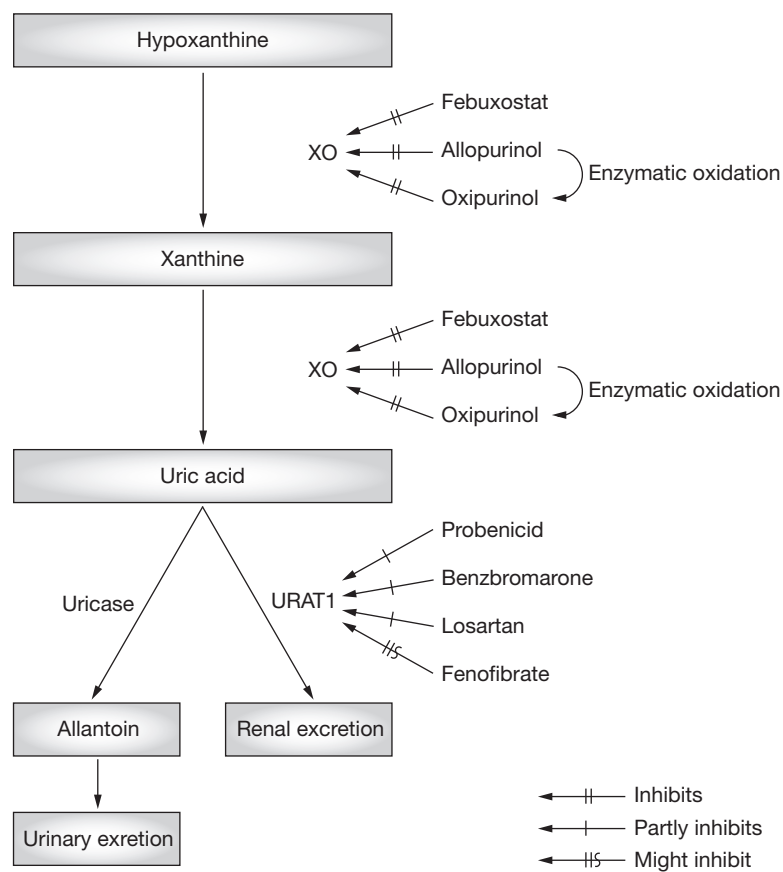 Hypoxanthine
Febuxostat
XO
Allopurinol
Enzymatic oxidation
Oxipurinol
Xanthine
Febuxostat
XO
Allopurinol
Enzymatic oxidation
Oxipurinol
Uric acid
Probenicid
Uricase
URAT1
Benzbromarone
Losartan
Fenofibrate
Allantoin
Renal excretion
Urinary exretion
Inhibits
Partly inhibits
Might inhibit